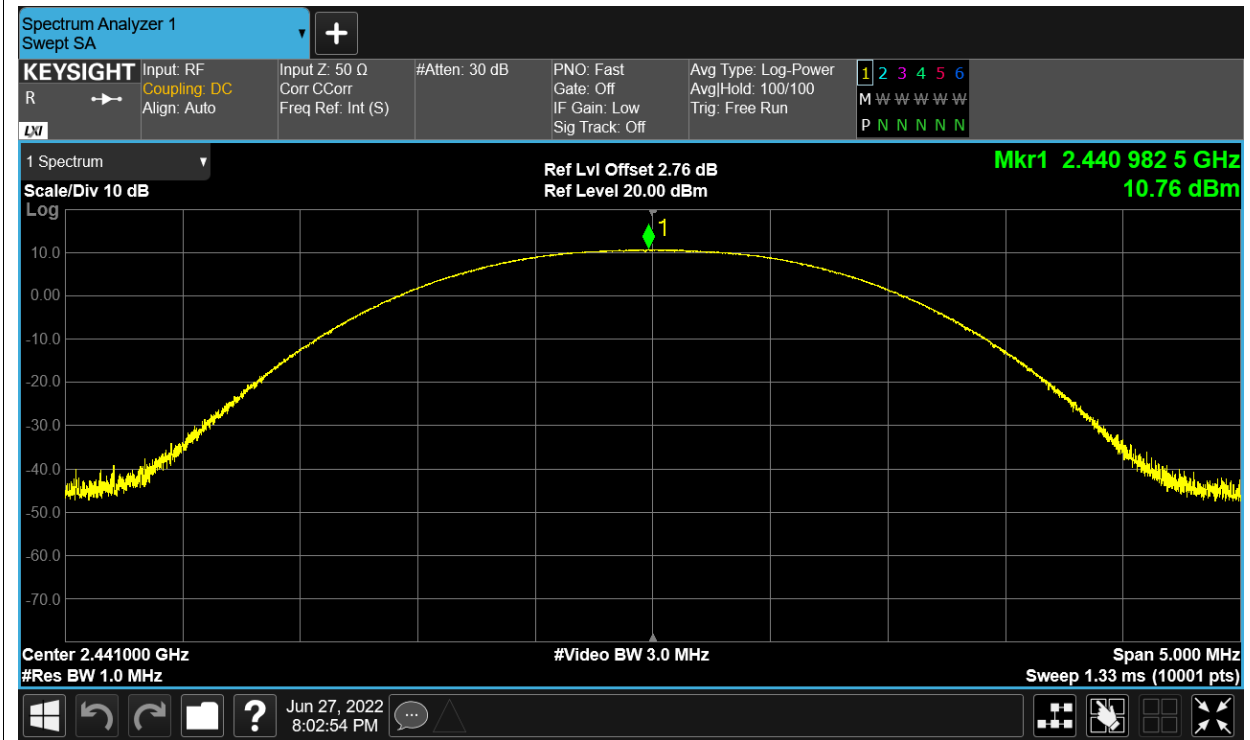 Spectrum Analyzer 1
Swept SA
KEYSIGHT
R
LXI
Input: RF
Coupling: DC
Align: Auto
Input Z: 50 Ω
Corr CCorr
Freq Ref: Int (S)
#Atten: 30 dB
PNO: Fast
Gate: Off
IF Gain: Low
Sig Track: Off
Avg Type: Log-Power
Avg|Hold: 100/100
Trig: Free Run
1 2 3 4 5 6
M W W W W W
P N N N N N
1 Spectrum
Scale/Div 10 dB
Log
Ref Lvl Offset 2.76 dB
Ref Level 20.00 dBm
Mkr1 2.440 982 5 GHz
10.76 dBm
1
10.0
0.00
-10.0
-20.0
-30.0
-40.0
-50.0
-60.0
-70.0
Center 2.441000 GHz
#Res BW 1.0 MHz
#Video BW 3.0 MHz
Span 5.000 MHz
Sweep 1.33 ms (10001 pts)
?
Jun 27, 2022
8:02:54 PM